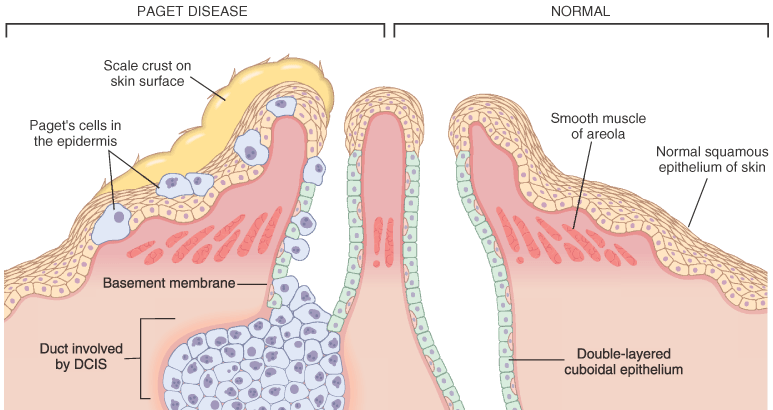 PAGET DISEASE
NORMAL
Scale crust on
skin surface
Paget's cells in
the epidermis
Smooth muscle
of areola
Normal squamous
epithelium of skin
Basement membrane
Duct involved
by DCIS
Double-layered
cuboidal epithelium